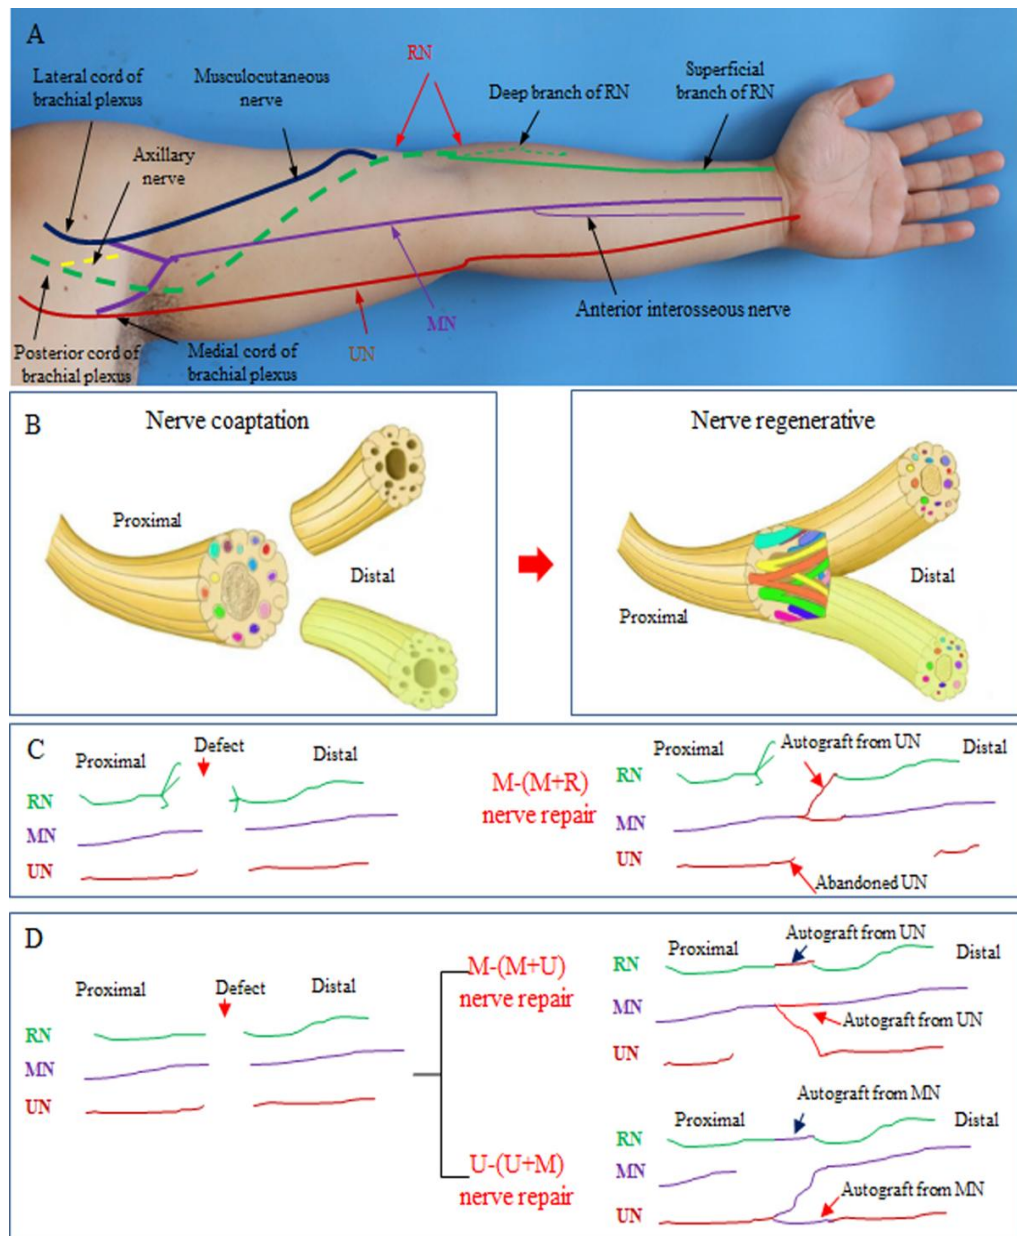 A
RN
Lateral cord of
brachial plexus
Musculocutaneous
nerve
Deep branch of RN
Superficial
branch of RN
Axillary
nerve
Posterior cord of
brachial plexus
Medial cord of
brachial plexus
UN
MN
Anterior interosseous nerve
B
Nerve coaptation
Proximal
Distal
Nerve regenerative
Proximal
Distal
C
Proximal
Defect
Distal
RN
MN
UN
M-(M+R)
nerve repair
Proximal
Autograft from UN
Distal
RN
MN
UN
Abandoned UN
D
Proximal
Defect
Distal
RN
MN
UN
M-(M+U)
nerve repair
Autograft from UN
Proximal
Distal
RN
MN
Autograft from UN
UN
U-(U+M)
nerve repair
Autograft from MN
Proximal
Distal
RN
MN
Autograft from MN
UN